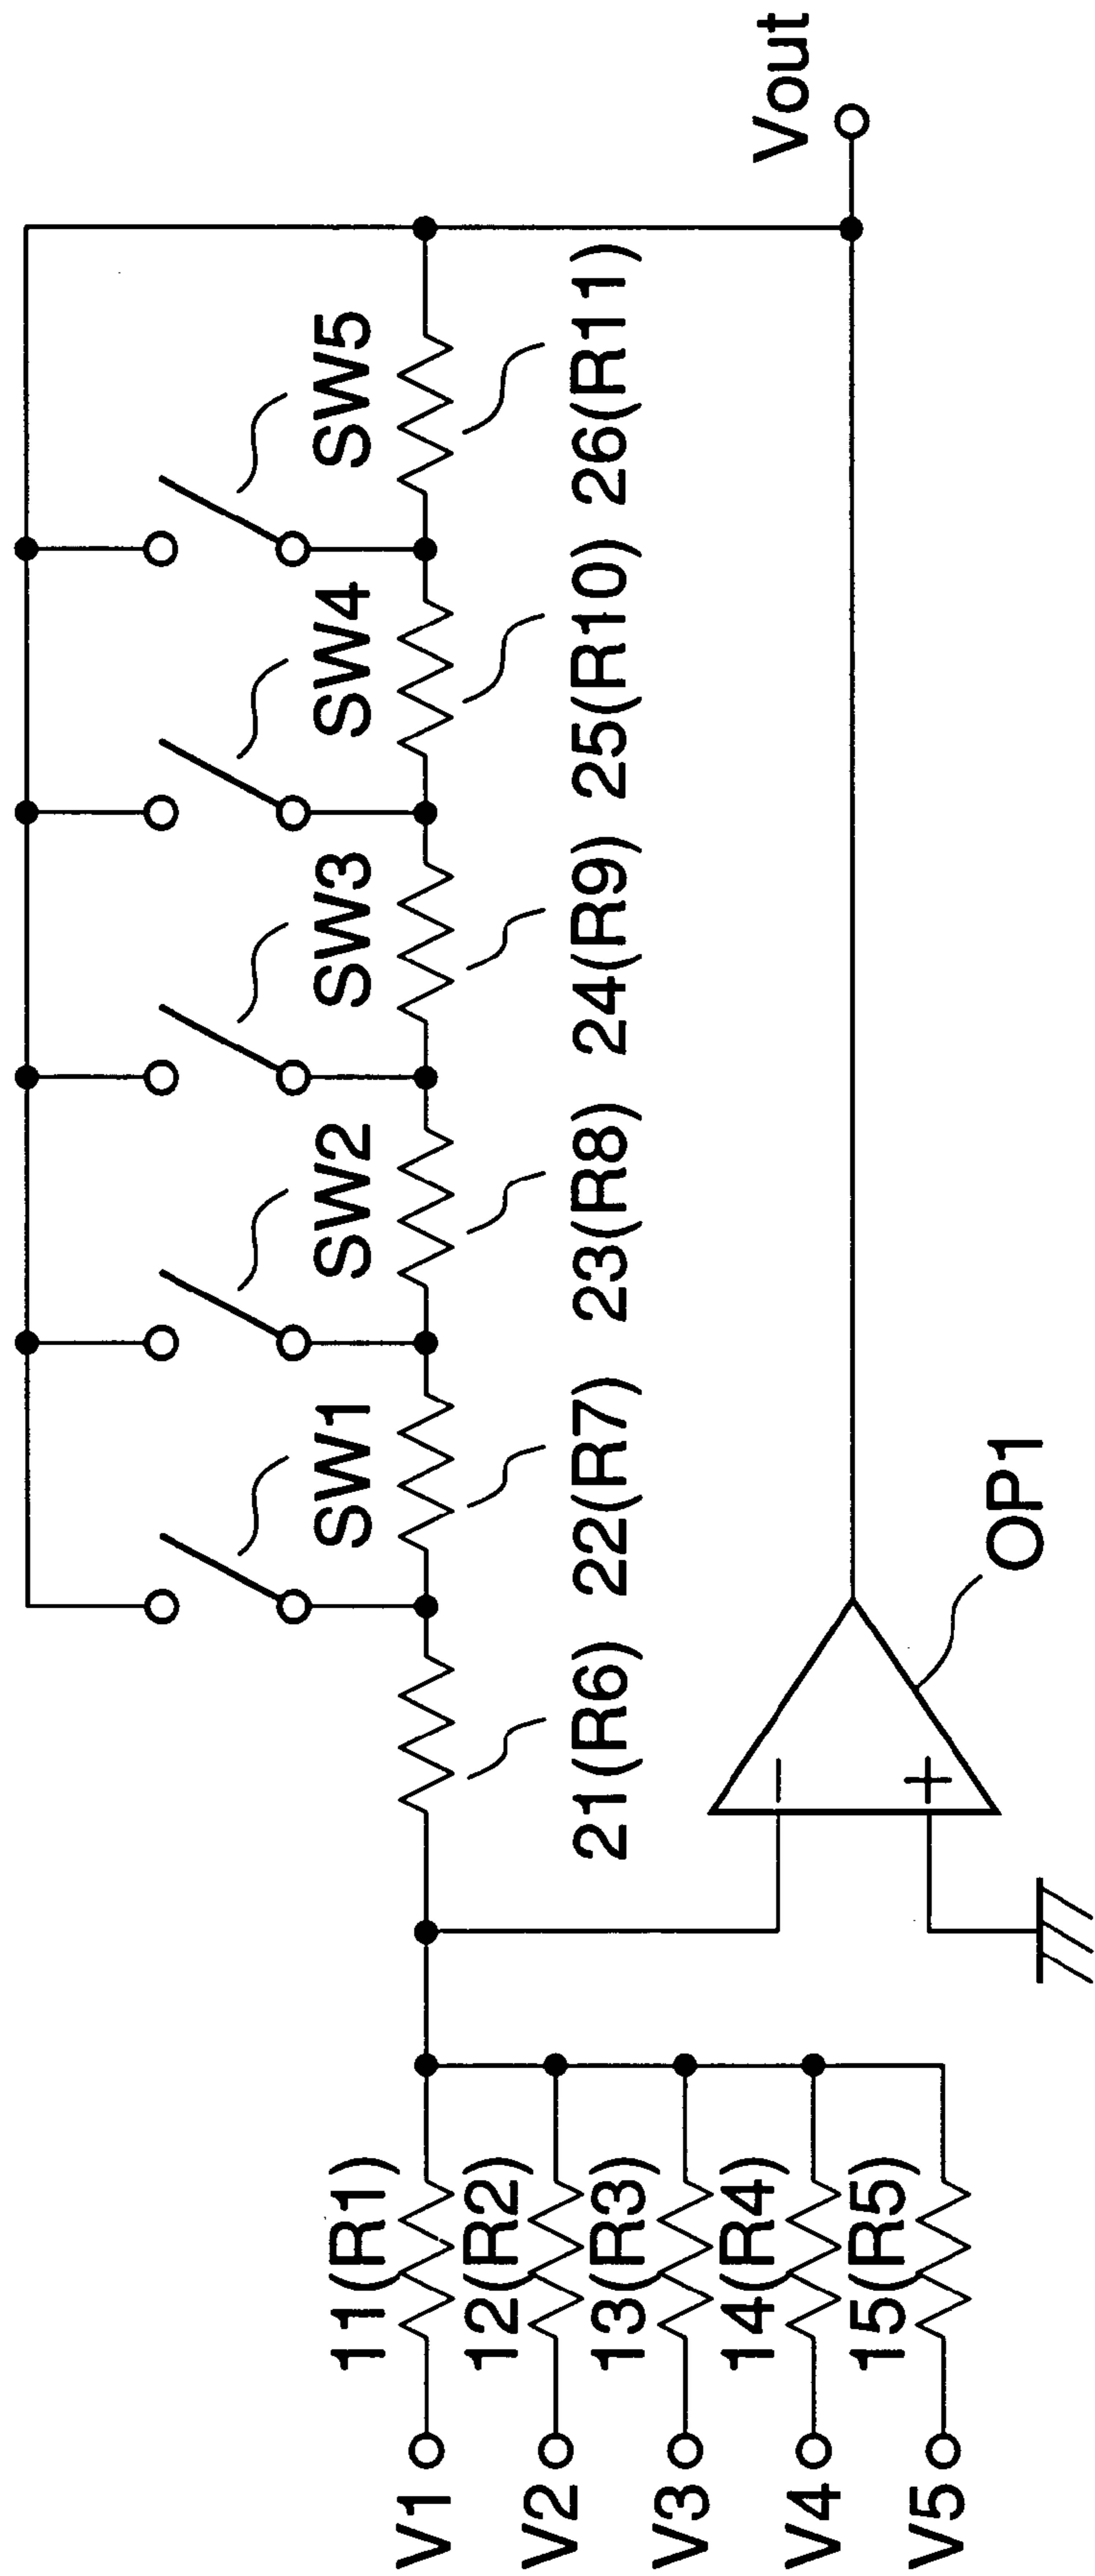 SW1 SW2 SW3 SW4 SW5
Vout
11(R1)
21(R6) 22(R7) 23(R8) 24(R9) 25(R10) 26(R11)
V1
12(R2)
V2
13(R3)
V3
14(R4)
V4
15(R5)
V5
− 
+
OP1